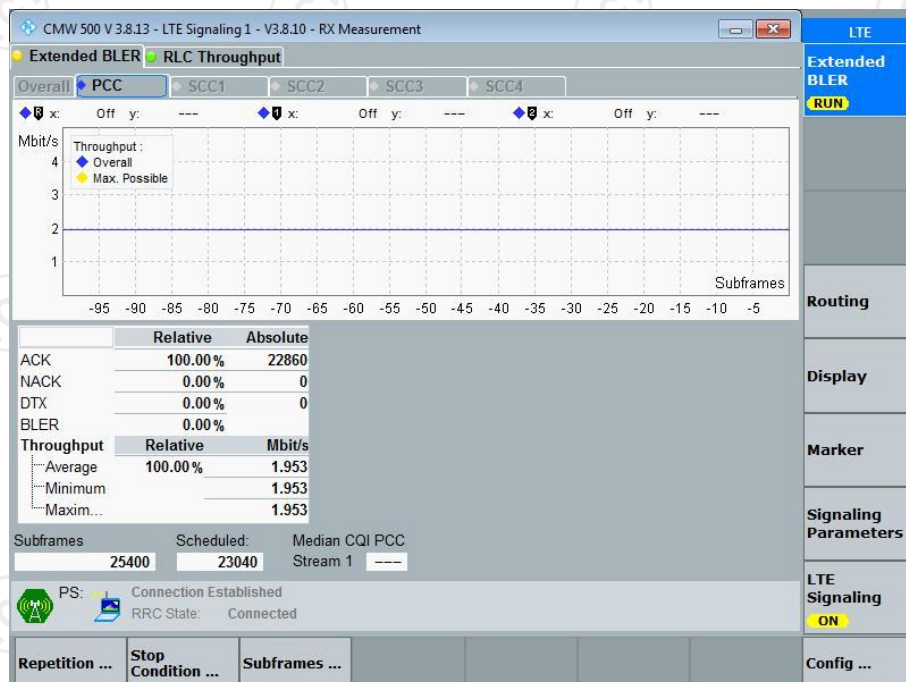 CMW 500 V 3.8.13 - LTE Signaling 1 - V3.8.10 - RX Measurement
LTE
Extended BLER RLC Throughput
Extended
BLER
RUN
Overall PCC SCC1 SCC2 SCC3 SCC4
R x: Off y: --- 1 x: Off y: --- 2 x: Off y: ---
Mbit/s
Throughput :
Overall
Max. Possible
4
3
2
1
Subframes
-95 -90 -85 -80 -75 -70 -65 -60 -55 -50 -45 -40 -35 -30 -25 -20 -15 -10 -5
Routing
Relative Absolute
ACK 100.00 % 22860
NACK 0.00 % 0
DTX 0.00 % 0
BLER 0.00 %
Display
Throughput Relative Mbit/s
Average 100.00 % 1.953
Minimum 1.953
Maxim... 1.953
Marker
Signaling
Parameters
Subframes Scheduled: Median CQI PCC
25400 23040 Stream 1 ---
LTE
Signaling
ON
PS: Connection Established
RRC State: Connected
Repetition ... Stop
Condition ... Subframes ... Config ...